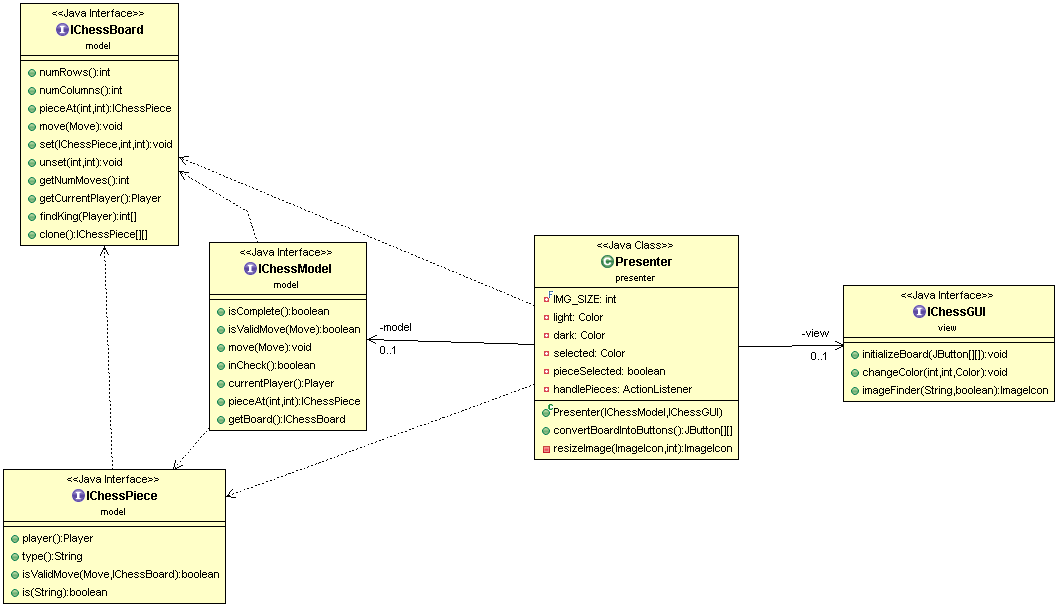 <<Java Interface>>
IChessBoard
model
numRows():int
numColumns():int
pieceAt(int,int):IChessPiece
move(Move):void
set(IChessPiece,int,int):void
unset(int,int):void
getNumMoves():int
getCurrentPlayer():Player
findKing(Player):int[]
clone():IChessPiece[][]
<<Java Interface>>
IChessModel
model
isComplete():boolean
isValidMove(Move):boolean
move(Move):void
inCheck():boolean
currentPlayer():Player
pieceAt(int,int):IChessPiece
getBoard():IChessBoard
<<Java Interface>>
IChessPiece
model
player():Player
type():String
isValidMove(Move,IChessBoard):boolean
is(String):boolean
-model
0..1
<<Java Class>>
Presenter
presenter
IMG_SIZE: int
light: Color
dark: Color
selected: Color
pieceSelected: boolean
handlePieces: ActionListener
Presenter(IChessModel,IChessGUI)
convertBoardIntoButtons():JButton[][]
resizeImage(ImageIcon,int):ImageIcon
-view
0..1
<<Java Interface>>
IChessGUI
view
initializeBoard(JButton[][]):void
changeColor(int,int,Color):void
imageFinder(String,boolean):ImageIcon